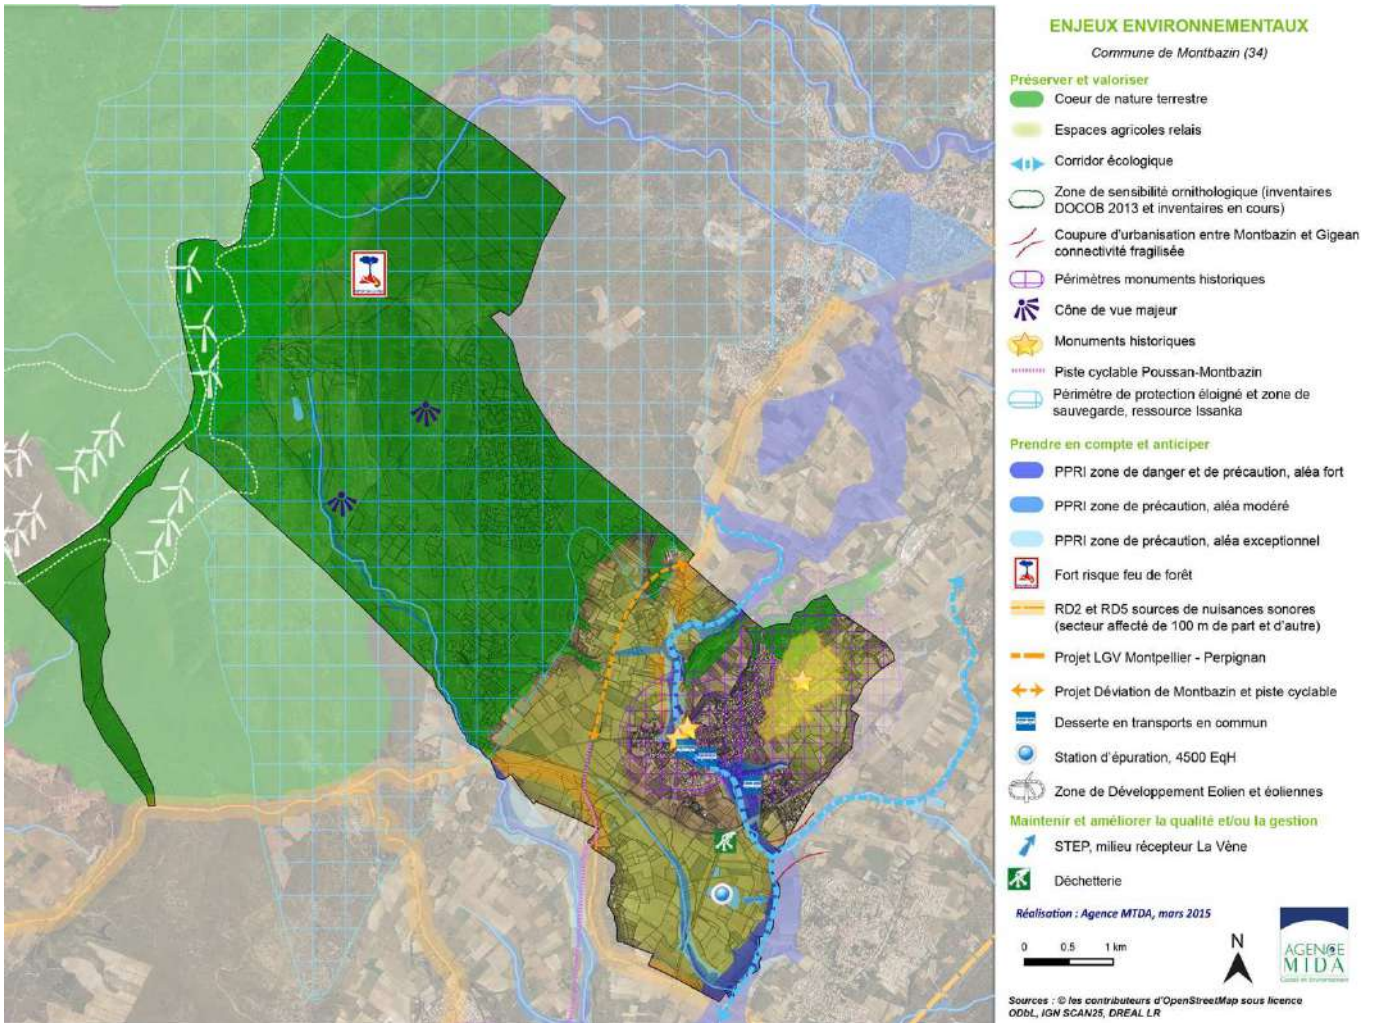 ENJEUX ENVIRONNEMENTAUX
Commune de Montbazin (34)
Préserver et valoriser
Coeur de nature terrestre
Espaces agricoles relais
Corridor écologique
Zone de sensibilité ornithologique (inventaires
DOCOB 2013 et inventaires en cours)
Coupure d'urbanisation entre Montbazin et Gigean
connectivité fragilisée
Périmètres monuments historiques
Cône de vue majeur
Monuments historiques
Piste cyclable Poussan-Montbazin
Périmètre de protection éloigné et zone de
sauvegarde, ressource Issanka
Prendre en compte et anticiper
PPRI zone de danger et de précaution, aléa fort
PPRI zone de précaution, aléa modéré
PPRI zone de précaution, aléa exceptionnel
Fort risque feu de forêt
RD2 et RD5 sources de nuisances sonores
(secteur affecté de 100 m de part et d'autre)
Projet LGV Montpellier - Perpignan
Projet Déviation de Montbazin et piste cyclable
Desserte en transports en commun
Station d'épuration, 4500 EqH
Zone de Développement Eolien et éoliennes
Maintenir et améliorer la qualité et/ou la gestion
STEP, milieu récepteur La Vène
Déchetterie
Réalisation : Agence MTDA, mars 2015
0 0.5 1 km
N
AGENCE
MTDA
Sources : © les contributeurs d'OpenStreetMap sous licence
ODbL, IGN SCAN25, DREAL LR